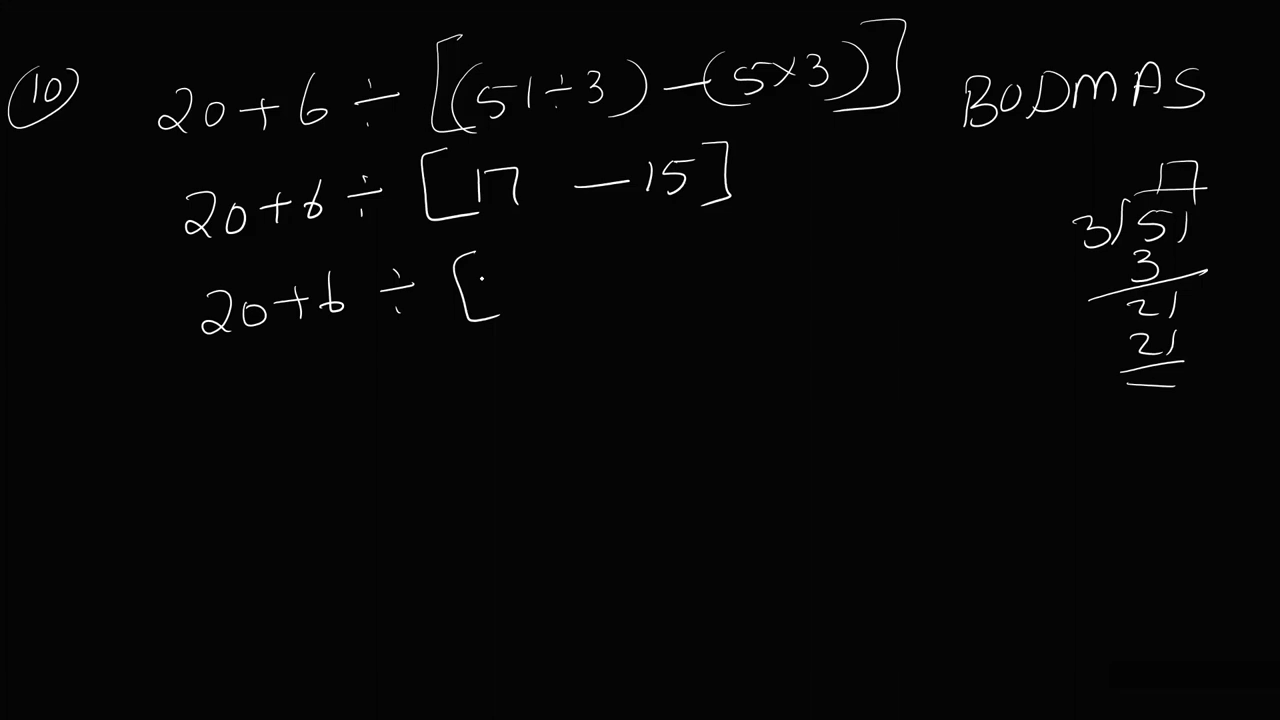 10 20 + 6 ÷ [(51 ÷ 3) - (5 × 3)] BODMAS
20 + 6 ÷ [17 - 15]
20 + 6 ÷ [
17
3) 51
3
21
21